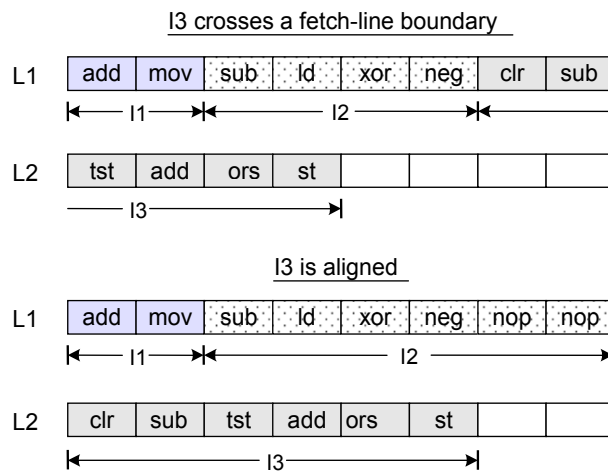 I3 crosses a fetch-line boundary
L1 add mov sub ld xor neg clr sub
I1 I2
L2 tst add ors st
I3
I3 is aligned
L1 add mov sub ld xor neg nop nop
I1 I2
L2 clr sub tst add ors st
I3